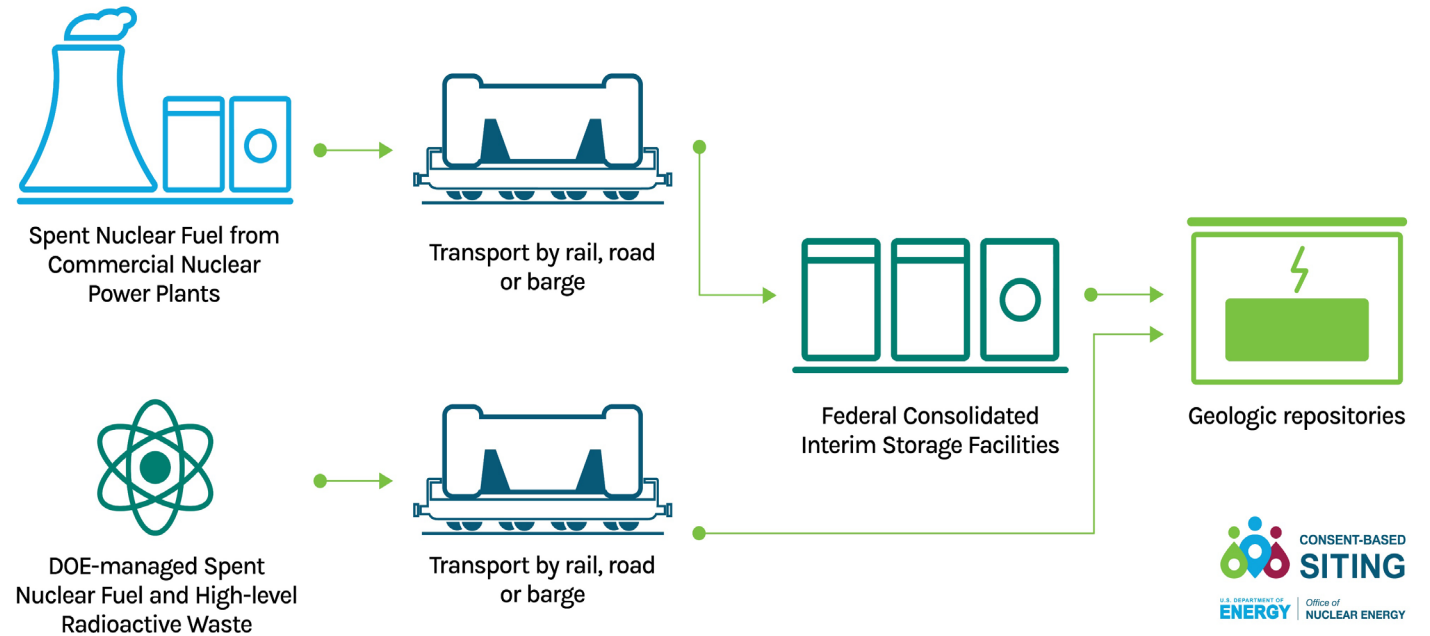 Spent Nuclear Fuel from
Commercial Nuclear
Power Plants
Transport by rail, road
or barge
Federal Consolidated
Interim Storage Facilities
Geologic repositories
DOE-managed Spent
Nuclear Fuel and High-level
Radioactive Waste
Transport by rail, road
or barge
CONSENT-BASED
SITING
U.S. DEPARTMENT OF
ENERGY
Office of
NUCLEAR ENERGY